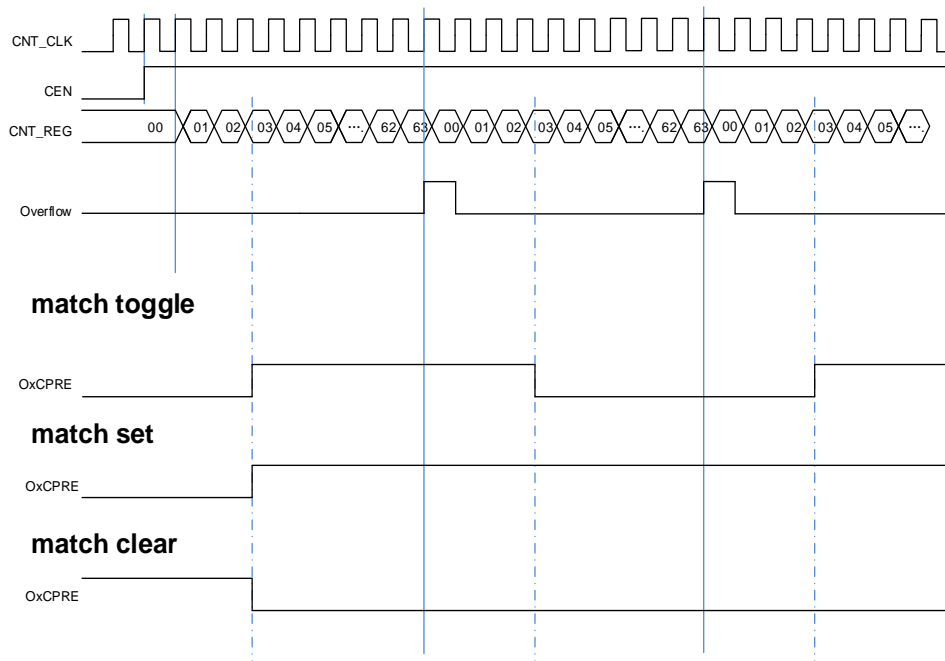 CNT_CLK
CEN
CNT_REG 00 01 02 03 04 05 ... 62 63 00 01 02 03 04 05 ... 62 63 00 01 02 03 04 05 ...
Overflow
match toggle
OxCPRE
match set
OxCPRE
match clear
OxCPRE